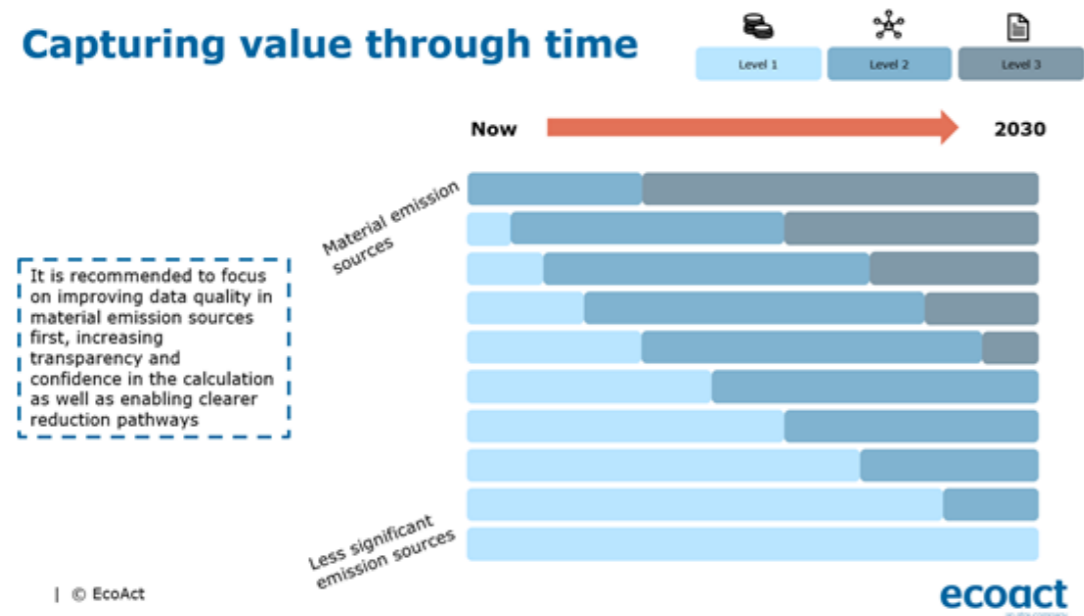 Capturing value through time
Level 1
Level 2
Level 3
Now
2030
Material emission
sources
It is recommended to focus
on improving data quality in
material emission sources
first, increasing
transparency and
confidence in the calculation
as well as enabling clearer
reduction pathways
Less significant
emission sources
| © EcoAct
ecoact